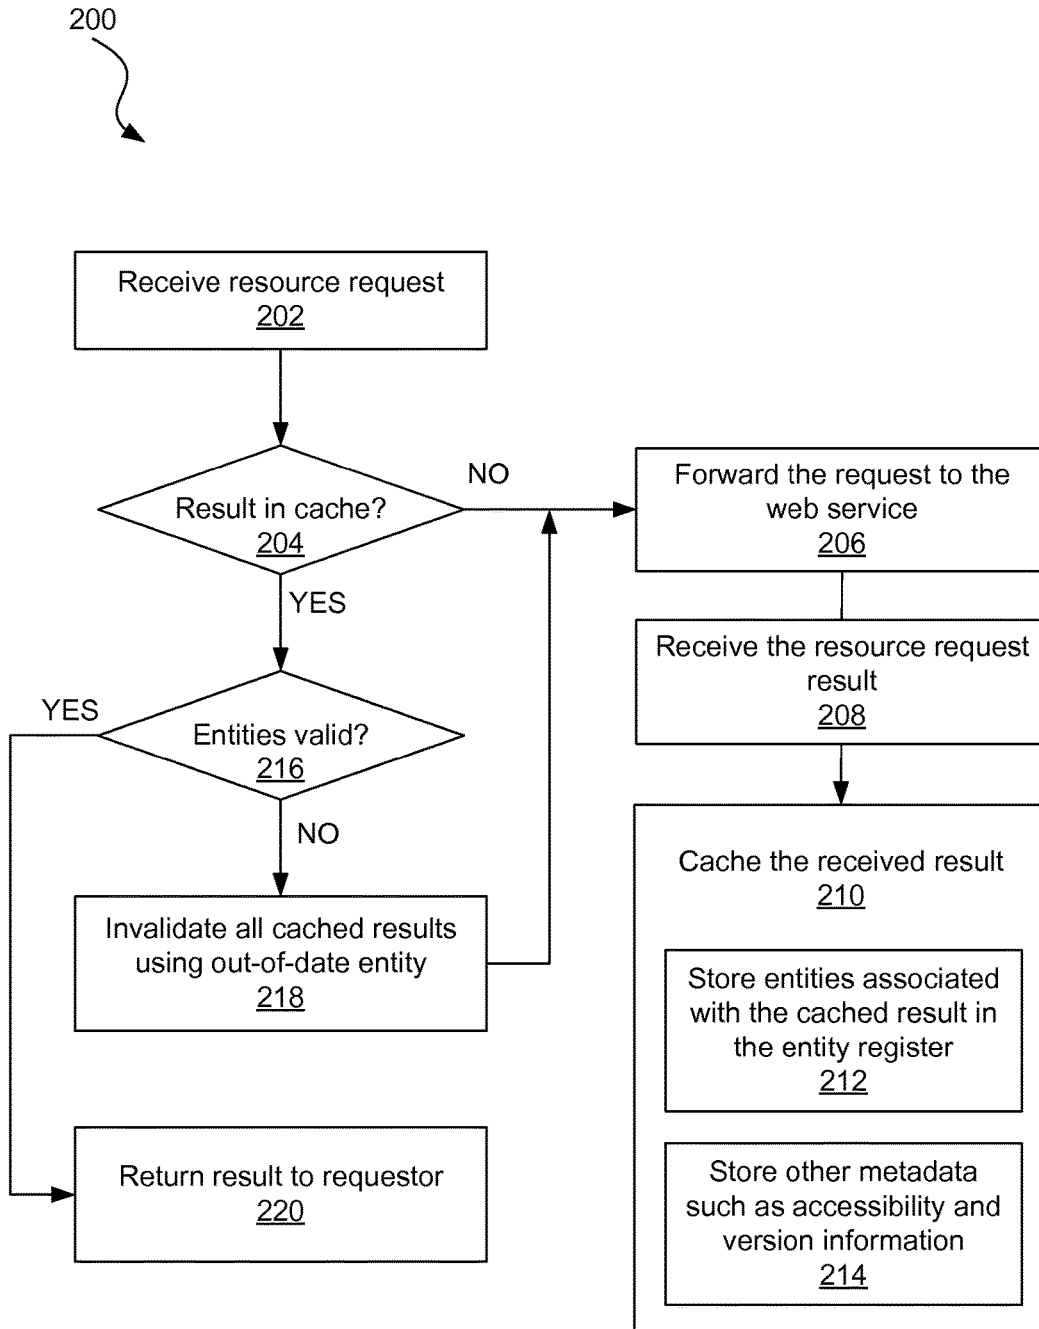 200
Receive resource request
202
Result in cache?
204
NO
YES
Forward the request to the
web service
206
Receive the resource request
result
208
YES
Entities valid?
216
NO
Invalidate all cached results
using out-of-date entity
218
Return result to requestor
220
Cache the received result
210
Store entities associated
with the cached result in
the entity register
212
Store other metadata
such as accessibility and
version information
214